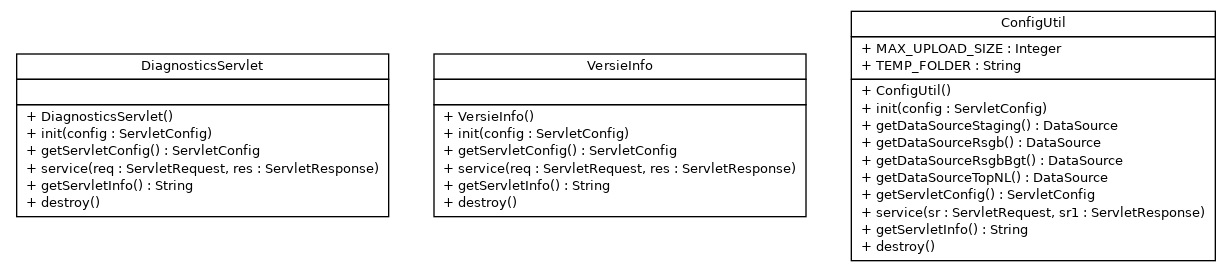 DiagnosticsServlet
+ DiagnosticsServlet()
+ init(config : ServletConfig)
+ getServletConfig() : ServletConfig
+ service(req : ServletRequest, res : ServletResponse)
+ getServletInfo() : String
+ destroy()
VersieInfo
+ VersieInfo()
+ init(config : ServletConfig)
+ getServletConfig() : ServletConfig
+ service(req : ServletRequest, res : ServletResponse)
+ getServletInfo() : String
+ destroy()
ConfigUtil
+ MAX_UPLOAD_SIZE : Integer
+ TEMP_FOLDER : String
+ ConfigUtil()
+ init(config : ServletConfig)
+ getDataSourceStaging() : DataSource
+ getDataSourceRsgb() : DataSource
+ getDataSourceRsgbBgt() : DataSource
+ getDataSourceTopNL() : DataSource
+ getServletConfig() : ServletConfig
+ service(sr : ServletRequest, sr1 : ServletResponse)
+ getServletInfo() : String
+ destroy()